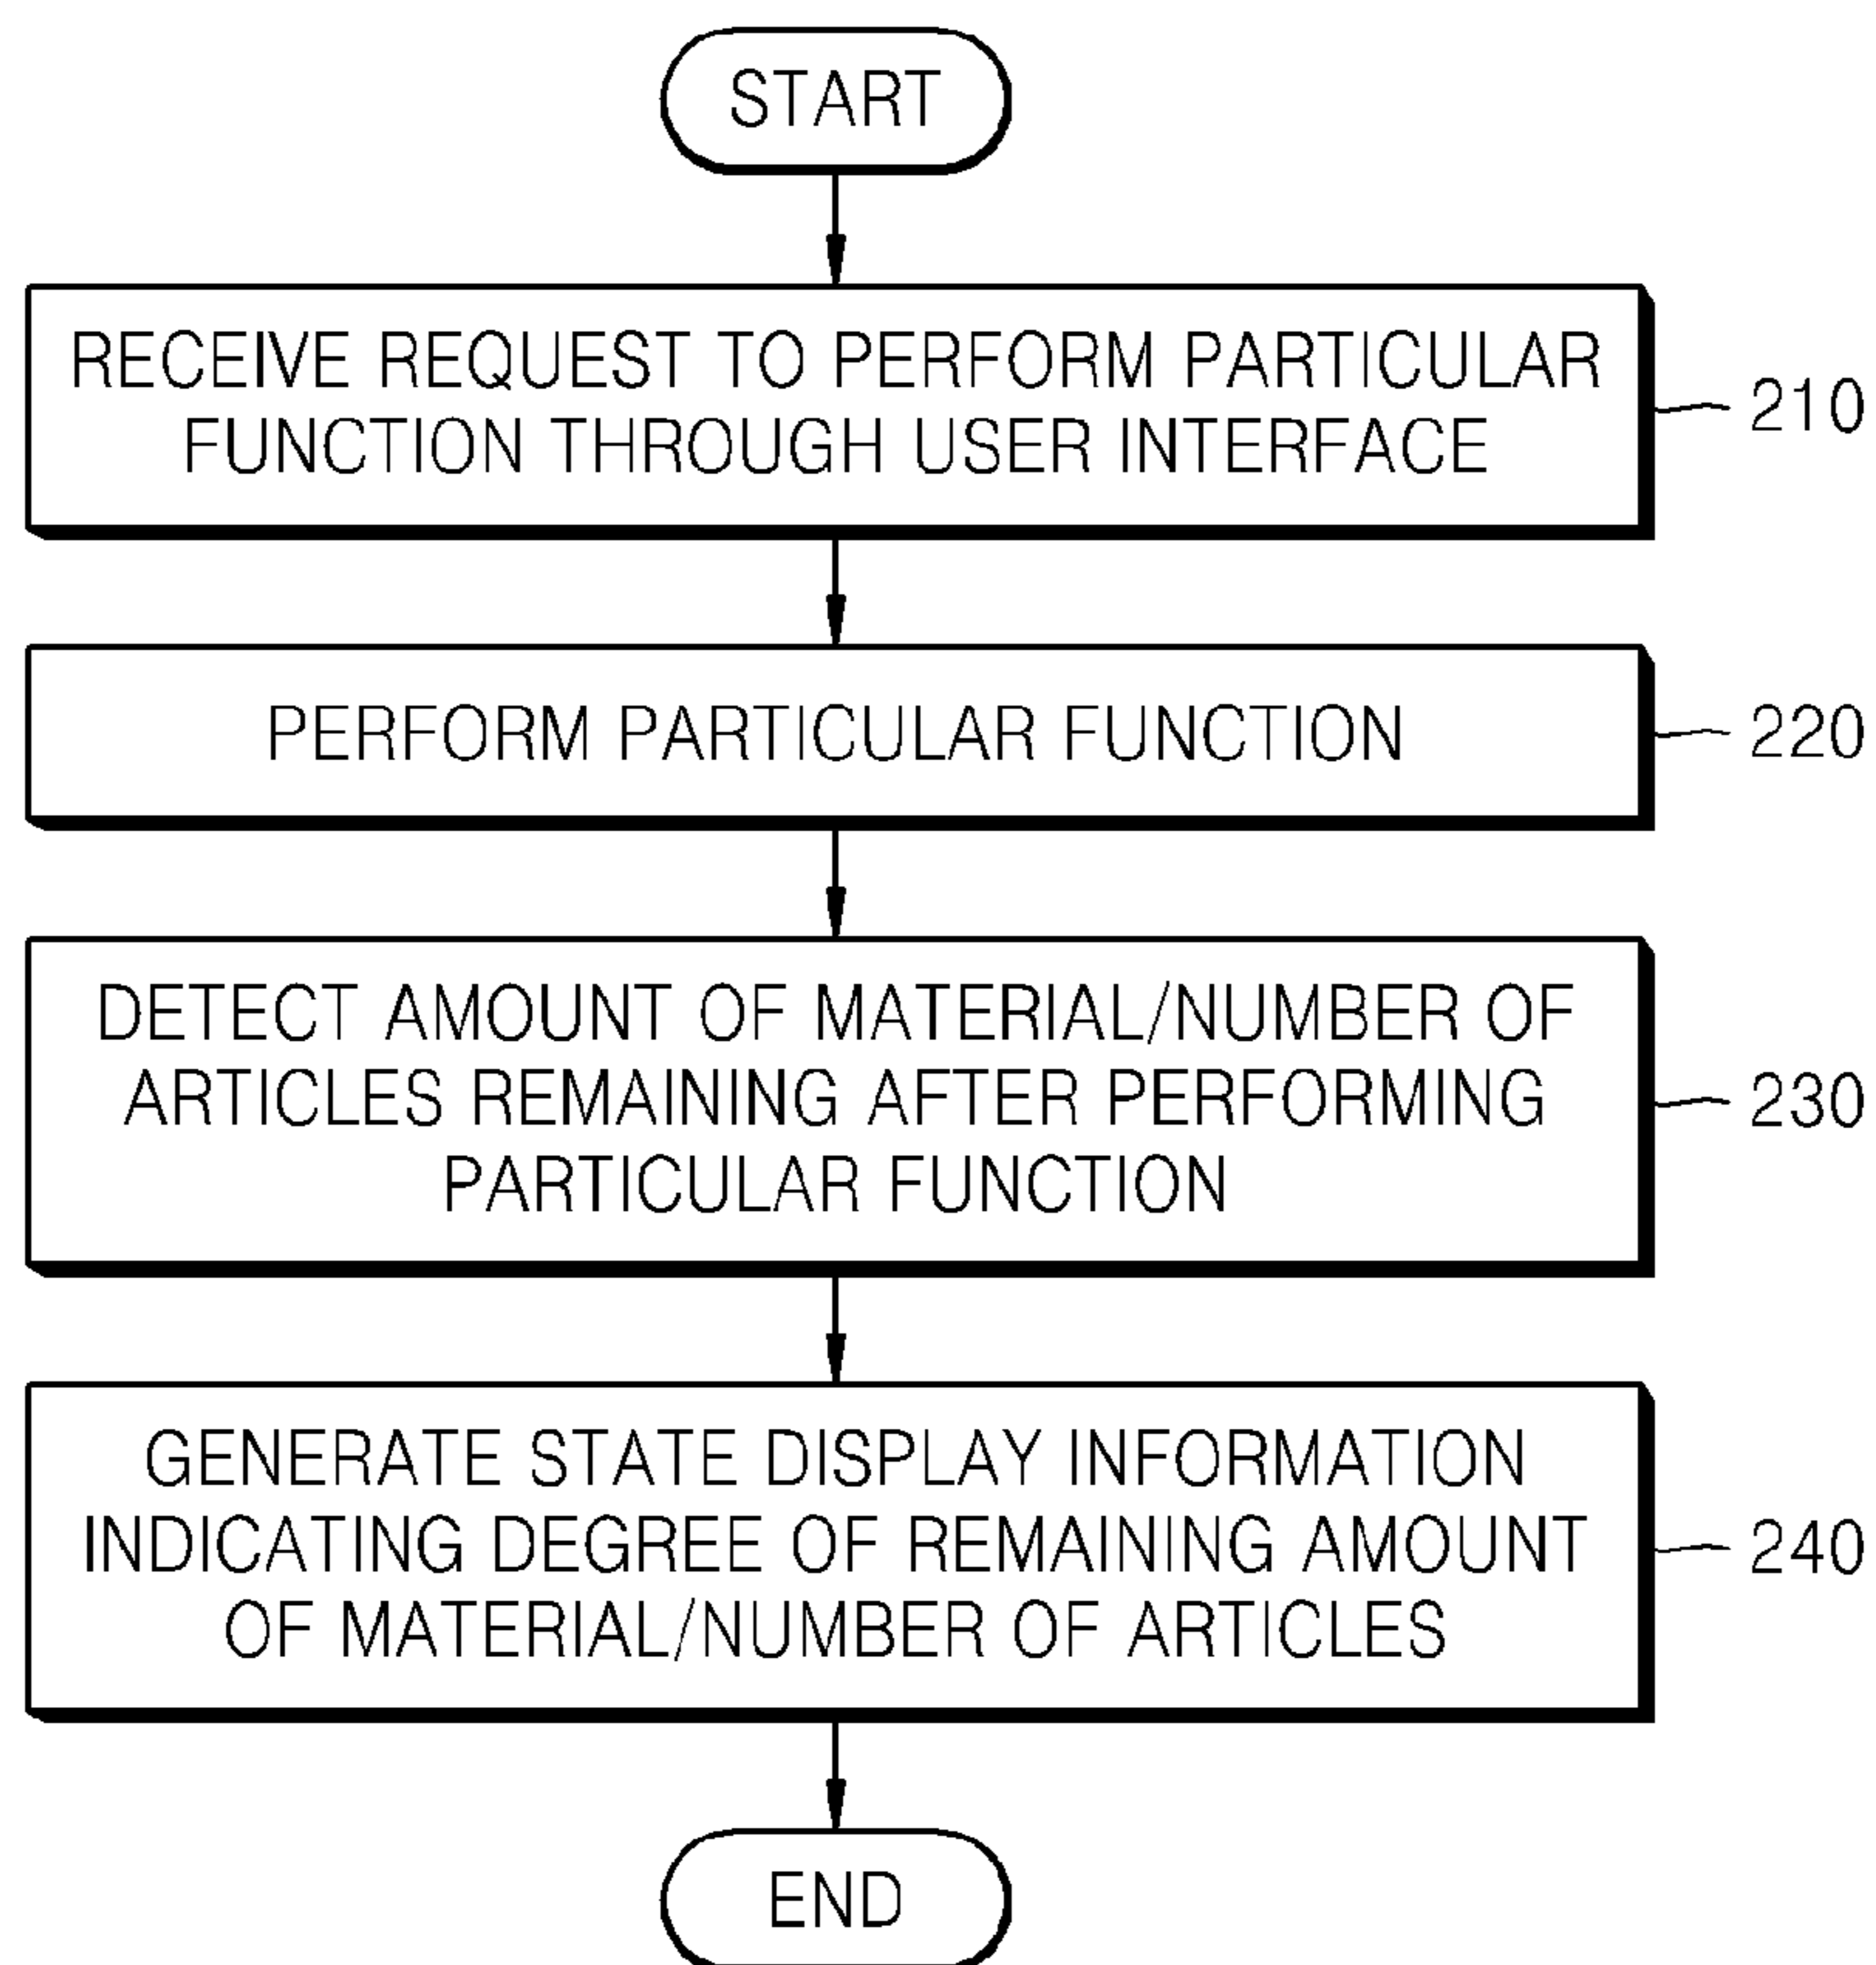 START
RECEIVE REQUEST TO PERFORM PARTICULAR
FUNCTION THROUGH USER INTERFACE
210
PERFORM PARTICULAR FUNCTION
220
DETECT AMOUNT OF MATERIAL/NUMBER OF
ARTICLES REMAINING AFTER PERFORMING
PARTICULAR FUNCTION
230
GENERATE STATE DISPLAY INFORMATION
INDICATING DEGREE OF REMAINING AMOUNT
OF MATERIAL/NUMBER OF ARTICLES
240
END